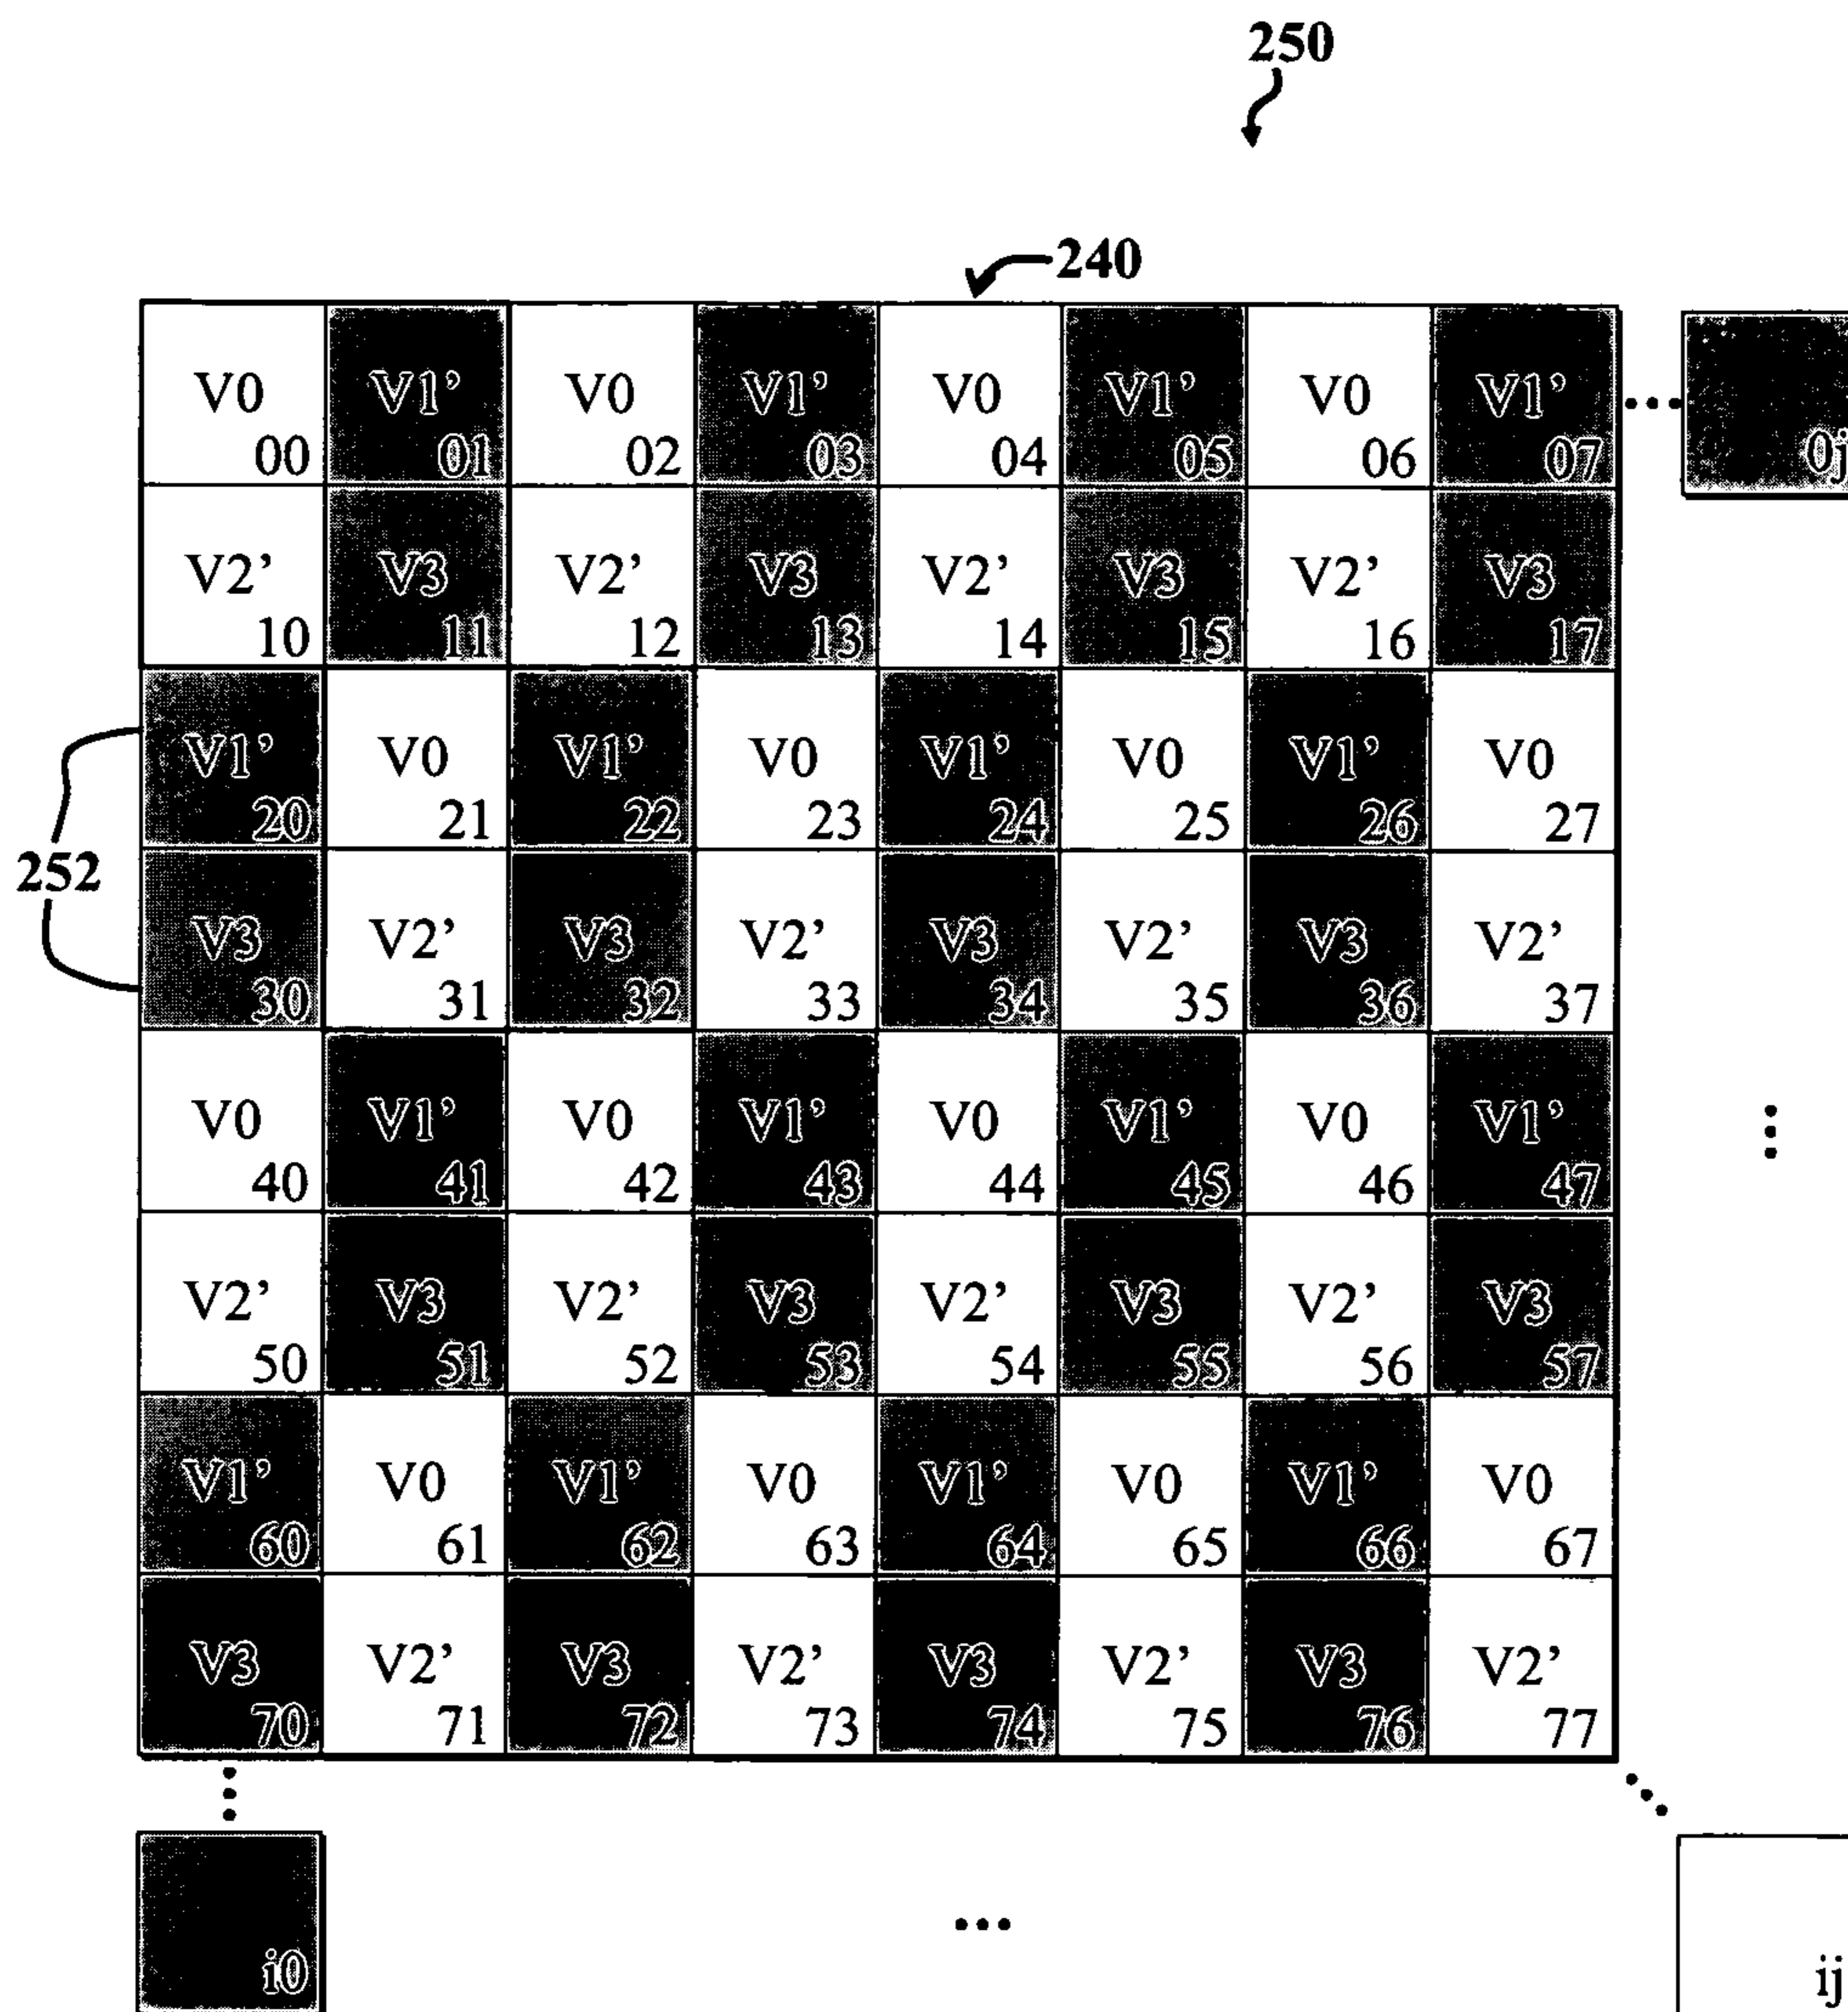 250
240
V0 V1’ V0 V1’ V0 V1’ V0 V1’ ...
00 01 02 03 04 05 06 07 0j
V2’ V3 V2’ V3 V2’ V3 V2’ V3
10 11 12 13 14 15 16 17
V1’ V0 V1’ V0 V1’ V0 V1’ V0
20 21 22 23 24 25 26 27
252
V3 V2’ V3 V2’ V3 V2’ V3 V2’
30 31 32 33 34 35 36 37
V0 V1’ V0 V1’ V0 V1’ V0 V1’
40 41 42 43 44 45 46 47
V2’ V3 V2’ V3 V2’ V3 V2’ V3
50 51 52 53 54 55 56 57
V1’ V0 V1’ V0 V1’ V0 V1’ V0
60 61 62 63 64 65 66 67
V3 V2’ V3 V2’ V3 V2’ V3 V2’
70 71 72 73 74 75 76 77
...
i0 ij